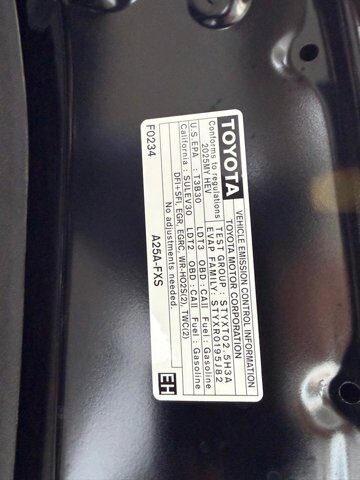 TOYOTA
VEHICLE EMISSION CONTROL INFORMATION
TOYOTA MOTOR CORPORATION
Conforms to regulations
2025MY HEV
TEST GROUP : STYXT02.5H3A
EVAP FAMILY: STYXR0195J82
U.S.EPA : T3B30 LDT3 OBD :CAII Fuel : Gasoline
California : SULEV30 LDT2 OBD :CAII Fuel : Gasoline
DFI+SFI, EGR, EGRC, WR-HO2S(2), TWC(2)
No adjustments needed.
F0234 A25A-FXS EH